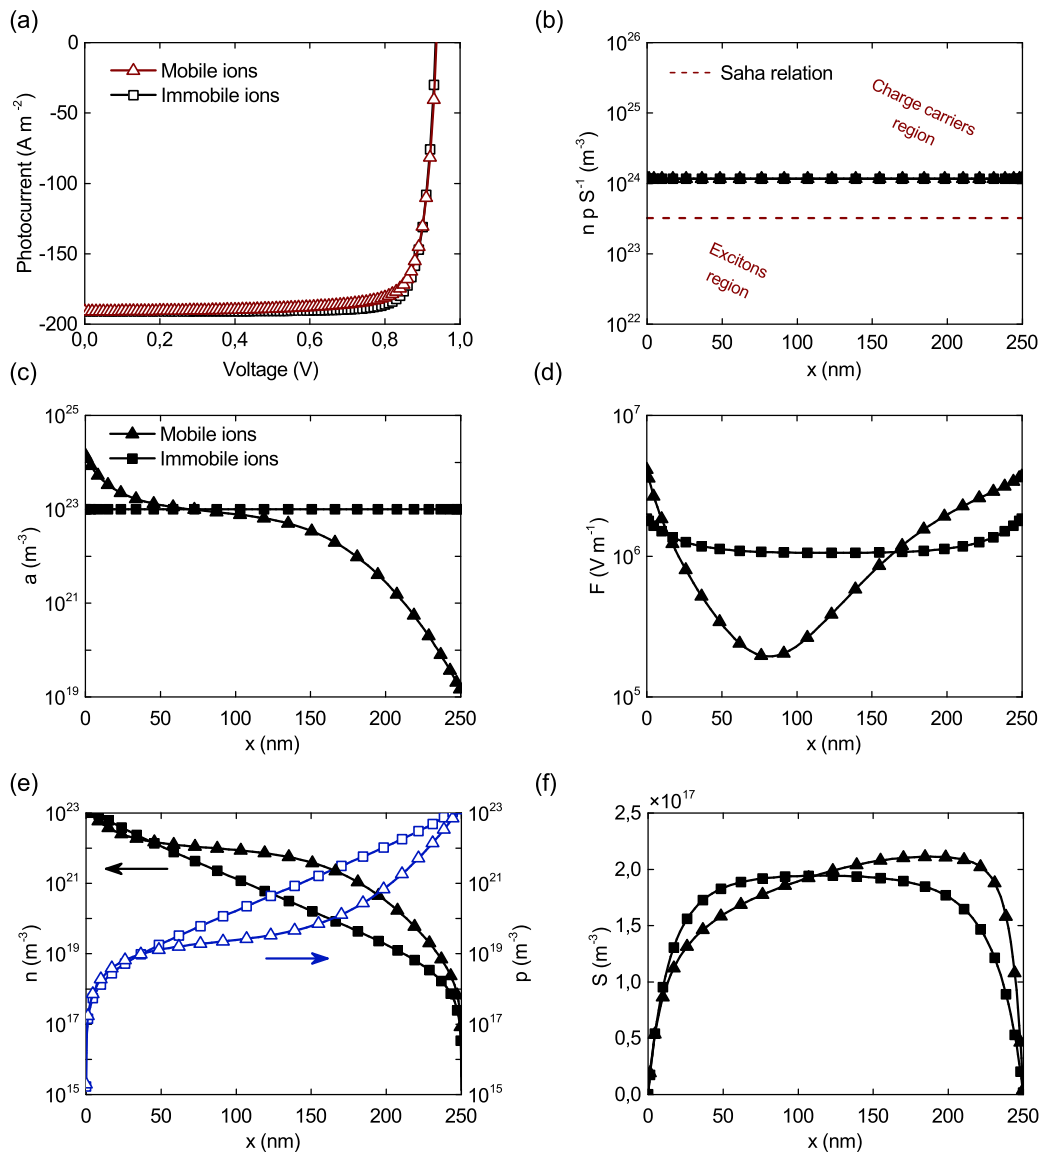 (a)
0
-50
-100
-150
-200
0,0
0,2
0,4
0,6
0,8
1,0
Photocurrent (A m⁻²)
Voltage (V)
Mobile ions
Immobile ions
(b)
10²⁶
10²⁵
10²⁴
10²³
10²²
0
50
100
150
200
250
n p S⁻¹ (m⁻³)
x (nm)
Saha relation
Charge carriers
region
Excitons
region
(c)
10²⁵
10²³
10²¹
10¹⁹
0
50
100
150
200
250
a (m⁻³)
x (nm)
Mobile ions
Immobile ions
(d)
10⁷
10⁶
10⁵
0
50
100
150
200
250
F (V m⁻¹)
x (nm)
(e)
10²³
10²¹
10¹⁹
10¹⁷
10¹⁵
10²³
10²¹
10¹⁹
10¹⁷
10¹⁵
0
50
100
150
200
250
n (m⁻³)
p (m⁻³)
x (nm)
(f)
×10¹⁷
2,5
2,0
1,5
1,0
0,5
0,0
0
50
100
150
200
250
S (m⁻³)
x (nm)